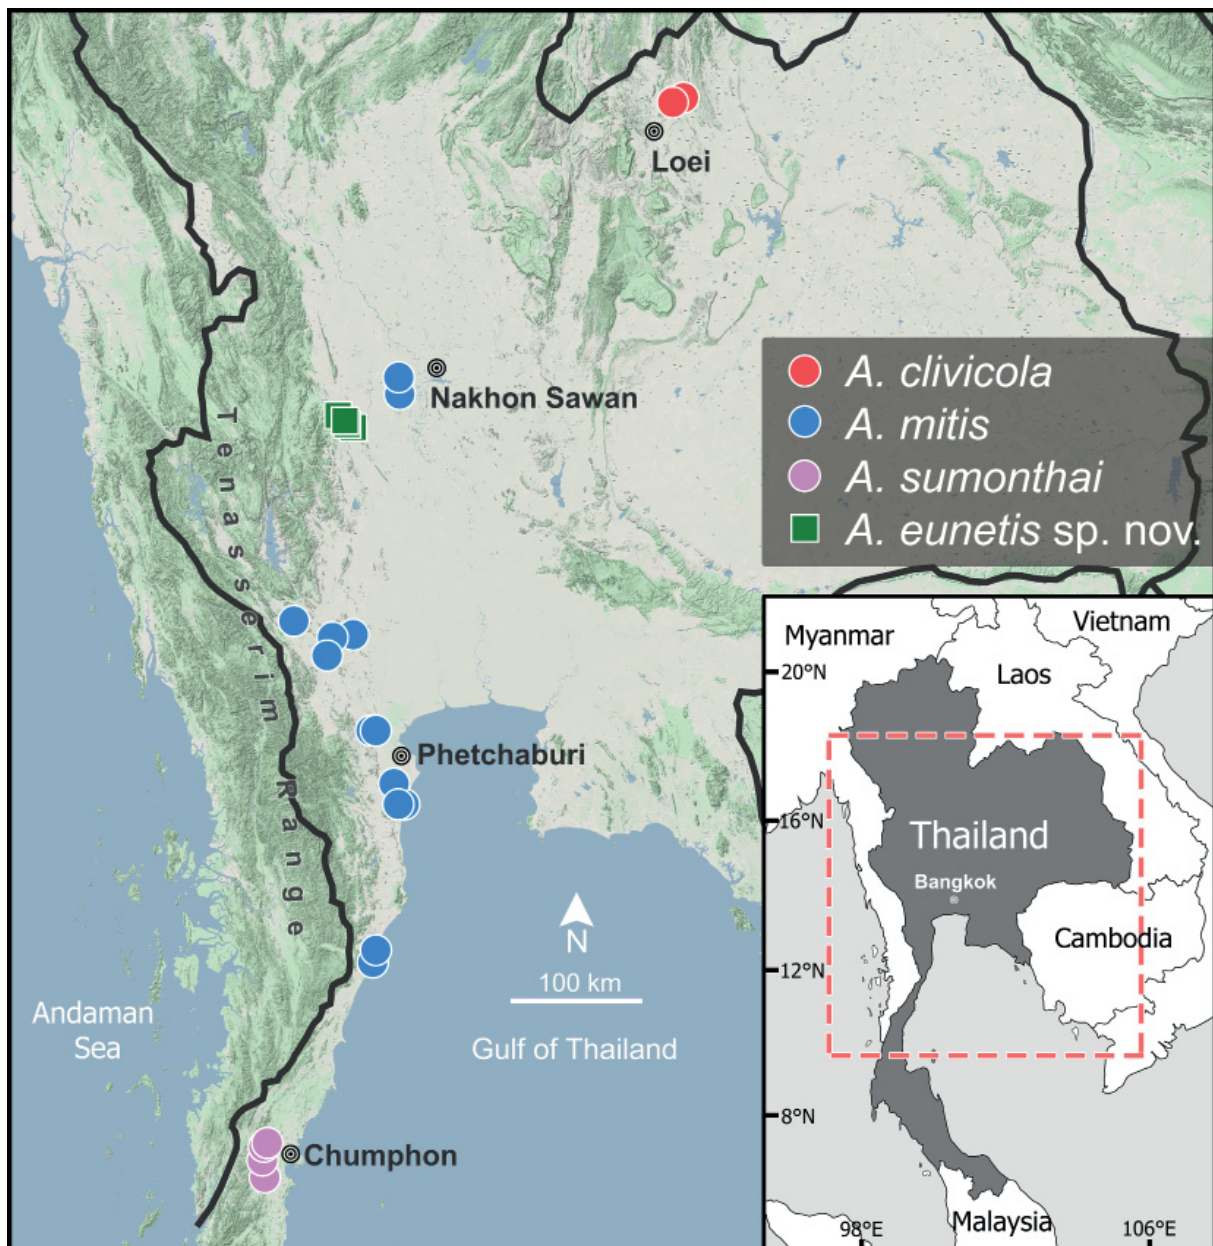 Loei
Nakhon Sawan
A. clivicola
A. mitis
A. sumonthai
A. eunetis sp. nov.
Tenasserim Range
Phetchaburi
N
100 km
Andaman
Sea
Gulf of Thailand
Chumphon
Myanmar
Vietnam
20°N
Laos
16°N
Thailand
Bangkok
Cambodia
12°N
8°N
Malaysia
98°E
106°E